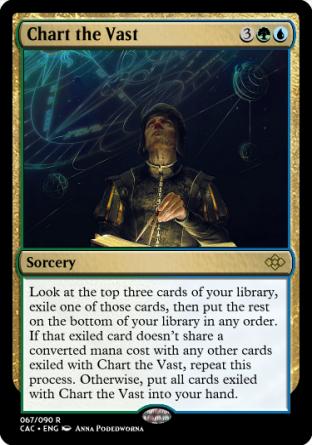 Chart the Vast 3
Sorcery
Look at the top three cards of your library,
exile one of those cards, then put the rest
on the bottom of your library in any order.
If that exiled card doesn't share a
converted mana cost with any other cards
exiled with Chart the Vast, repeat this
process. Otherwise, put all cards exiled
with Chart the Vast into your hand.
067/090 R
CAC • ENG Anna Podedworna